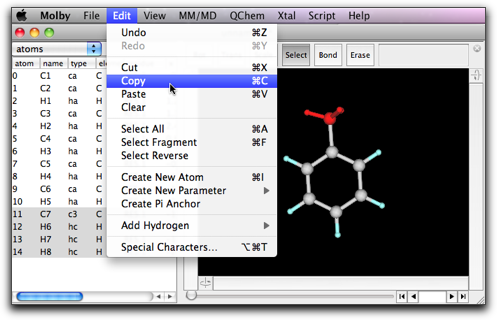 Molby File Edit View MM/MD QChem Xtal Script Help
atoms
Select Bond Erase
atom name type
0 C1 ca C
1 C2 ca C
2 H1 ha H
3 C3 ca C
4 H2 ha H
5 C4 ca C
6 H3 ha H
7 C5 ca C
8 H4 ha H
9 C6 ca C
10 H5 ha H
11 C7 c3 C
12 H6 hc H
13 H7 hc H
14 H8 hc H
Undo ⌘Z
Redo ⌘Y
Cut ⌘X
Copy ⌘C
Paste ⌘V
Clear
Select All ⌘A
Select Fragment ⌘F
Select Reverse
Create New Atom ⌘I
Create New Parameter
Create Pi Anchor
Add Hydrogen
Special Characters... ⌥⌘T